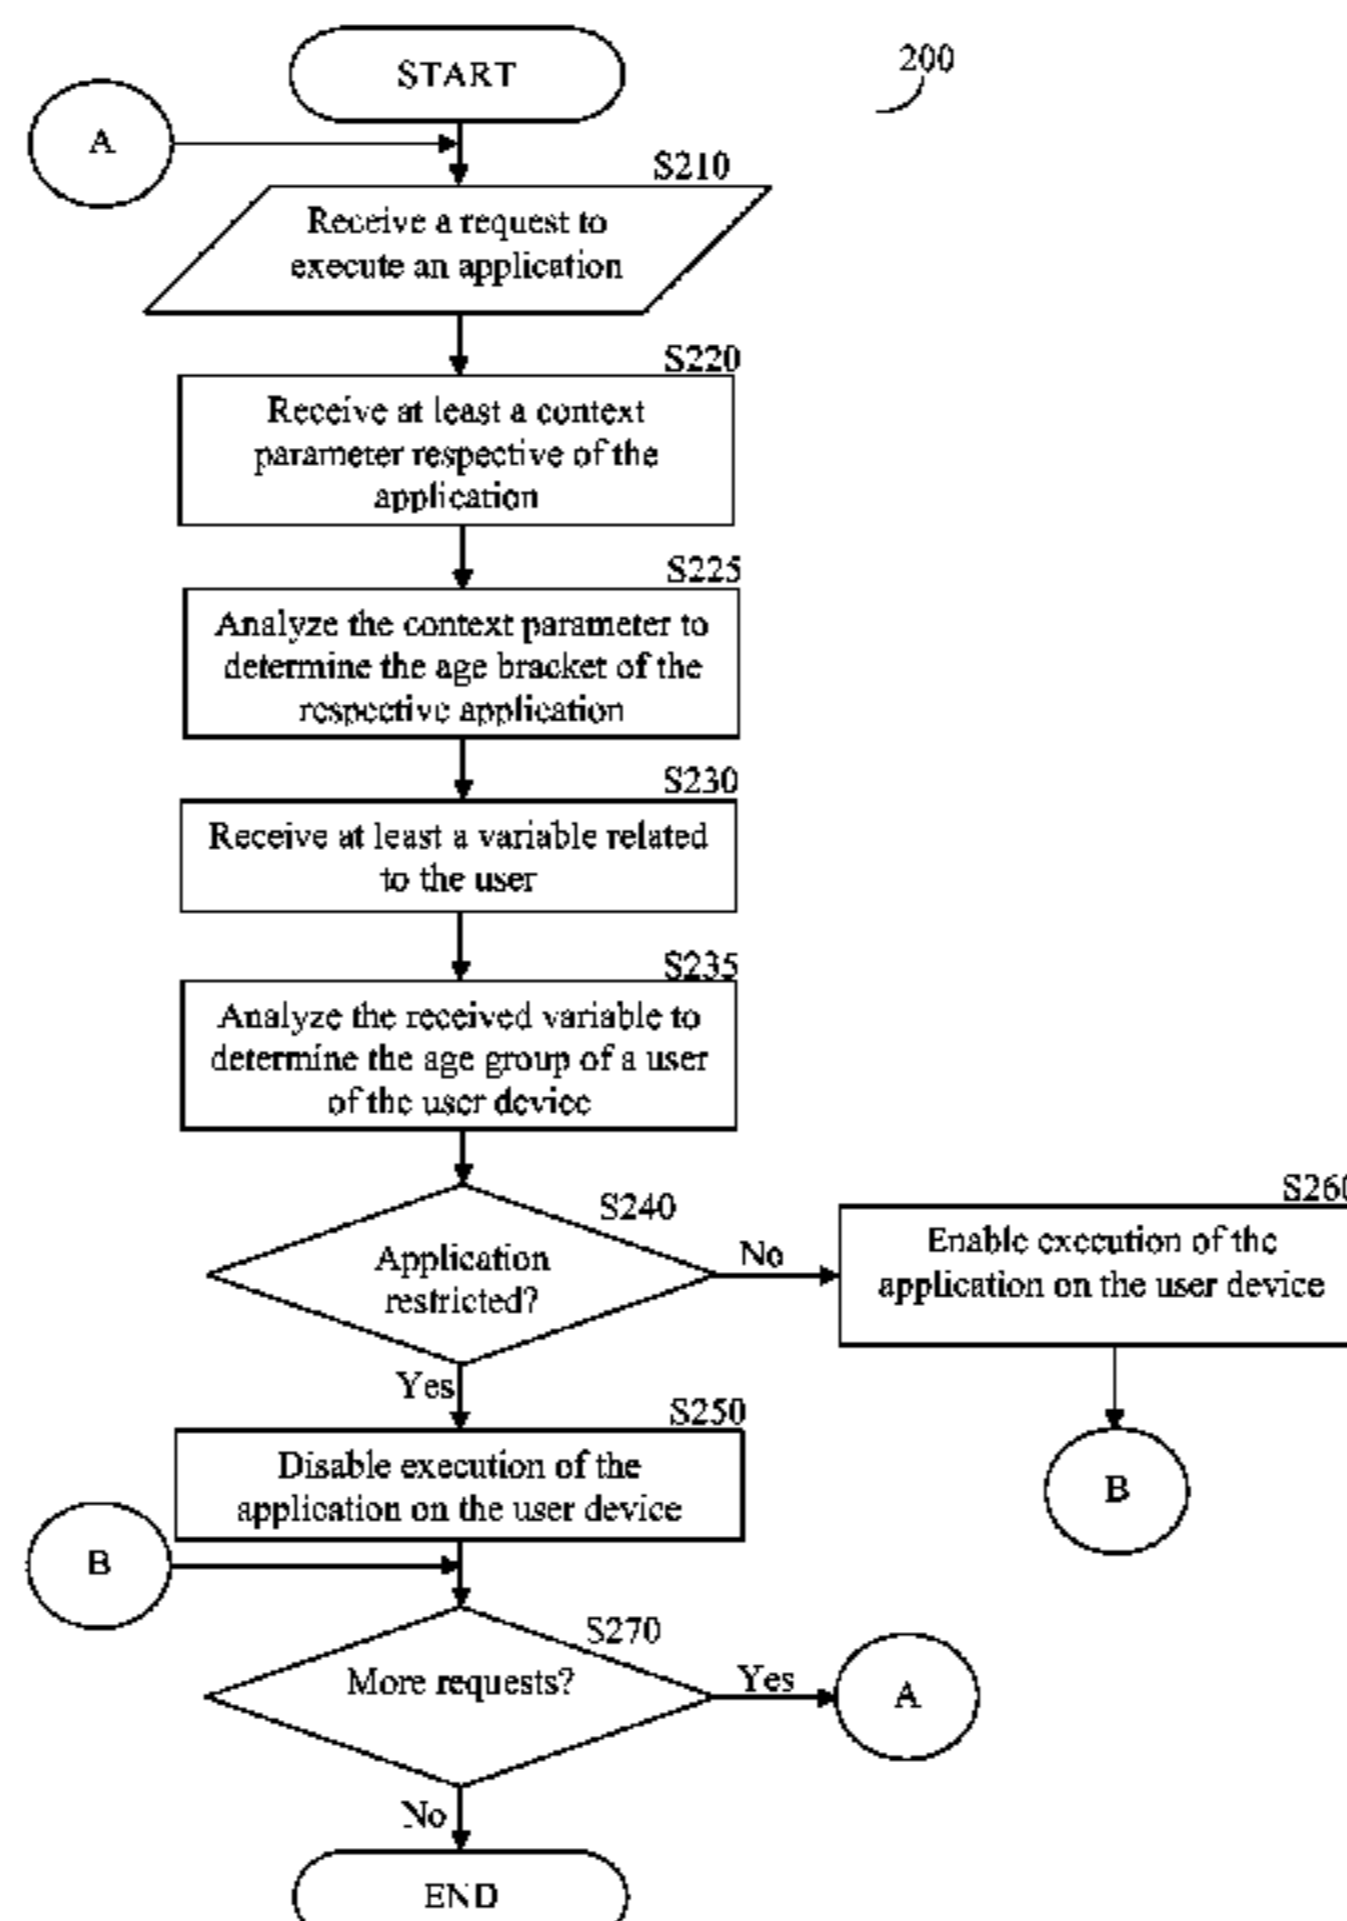 START
200
A
S210
Receive a request to
execute an application
S220
Receive at least a context
parameter respective of the
application
S225
Analyze the context parameter to
determine the age bracket of the
respective application
S230
Receive at least a variable related
to the user
S235
Analyze the received variable to
determine the age group of a user
of the user device
S240
Application
restricted?
No
S260
Enable execution of the
application on the user device
B
Yes
S250
Disable execution of the
application on the user device
B
S270
More requests?
Yes
A
No
END